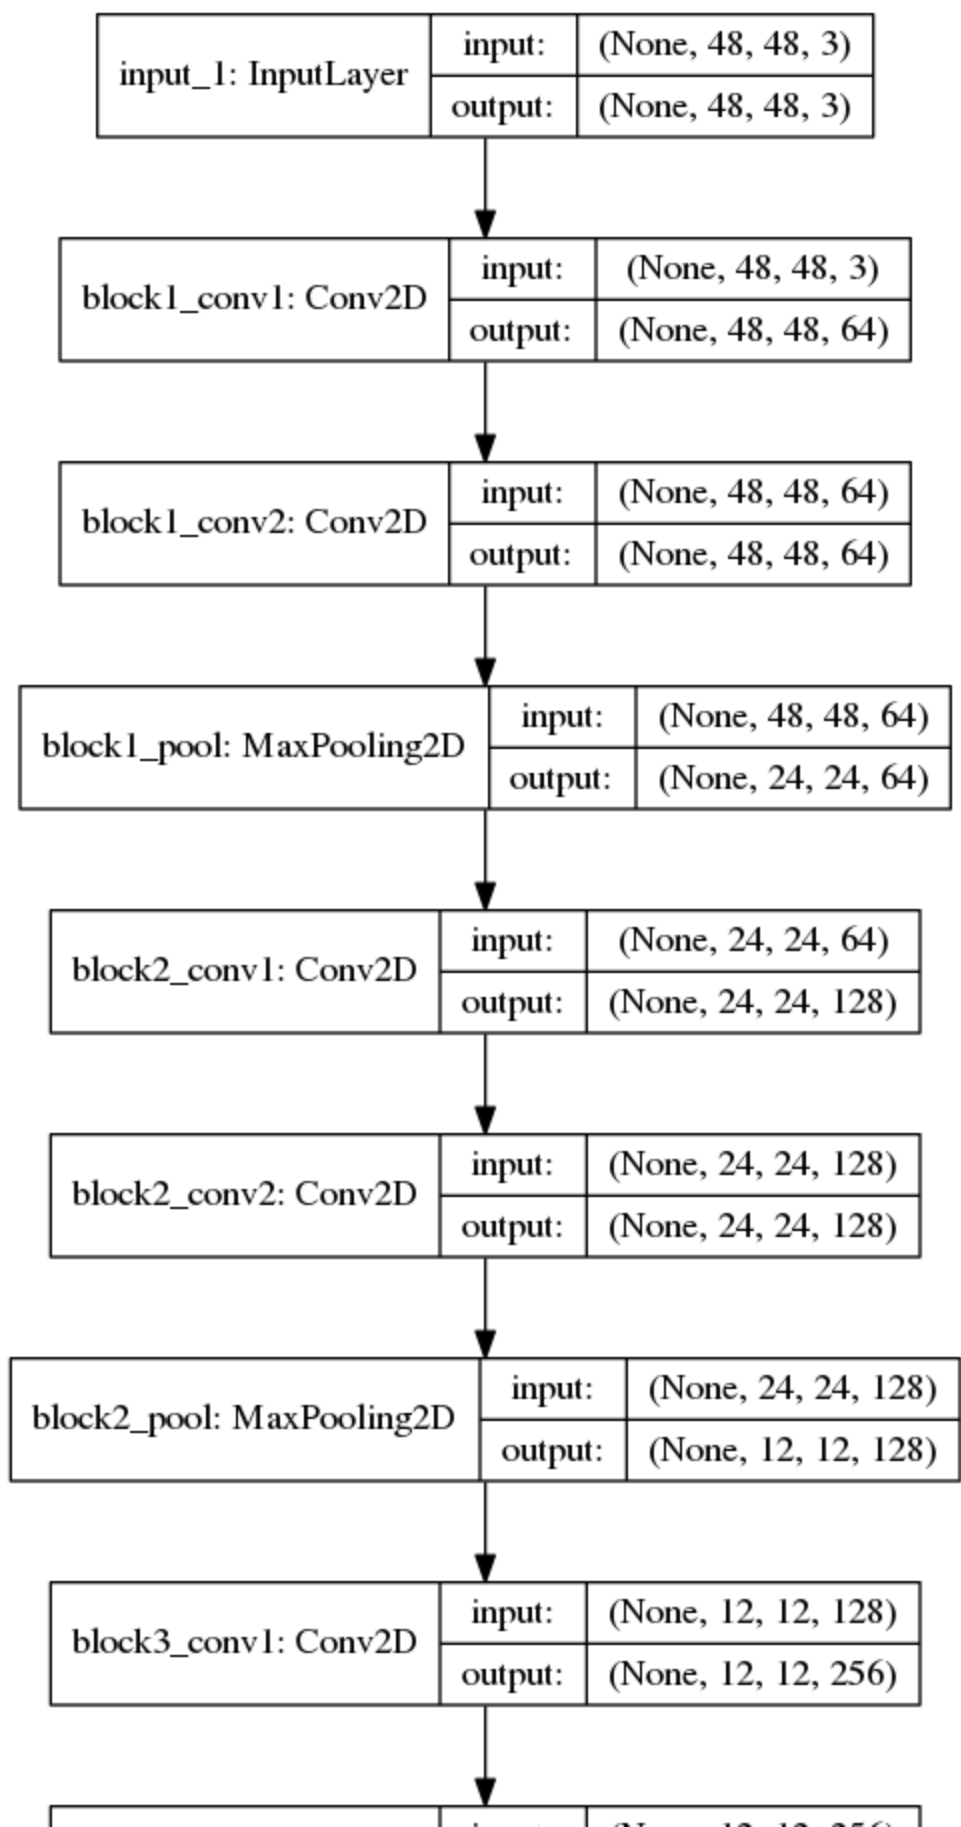 input_1: InputLayer
input: (None, 48, 48, 3)
output: (None, 48, 48, 3)
block1_conv1: Conv2D
input: (None, 48, 48, 3)
output: (None, 48, 48, 64)
block1_conv2: Conv2D
input: (None, 48, 48, 64)
output: (None, 48, 48, 64)
block1_pool: MaxPooling2D
input: (None, 48, 48, 64)
output: (None, 24, 24, 64)
block2_conv1: Conv2D
input: (None, 24, 24, 64)
output: (None, 24, 24, 128)
block2_conv2: Conv2D
input: (None, 24, 24, 128)
output: (None, 24, 24, 128)
block2_pool: MaxPooling2D
input: (None, 24, 24, 128)
output: (None, 12, 12, 128)
block3_conv1: Conv2D
input: (None, 12, 12, 128)
output: (None, 12, 12, 256)